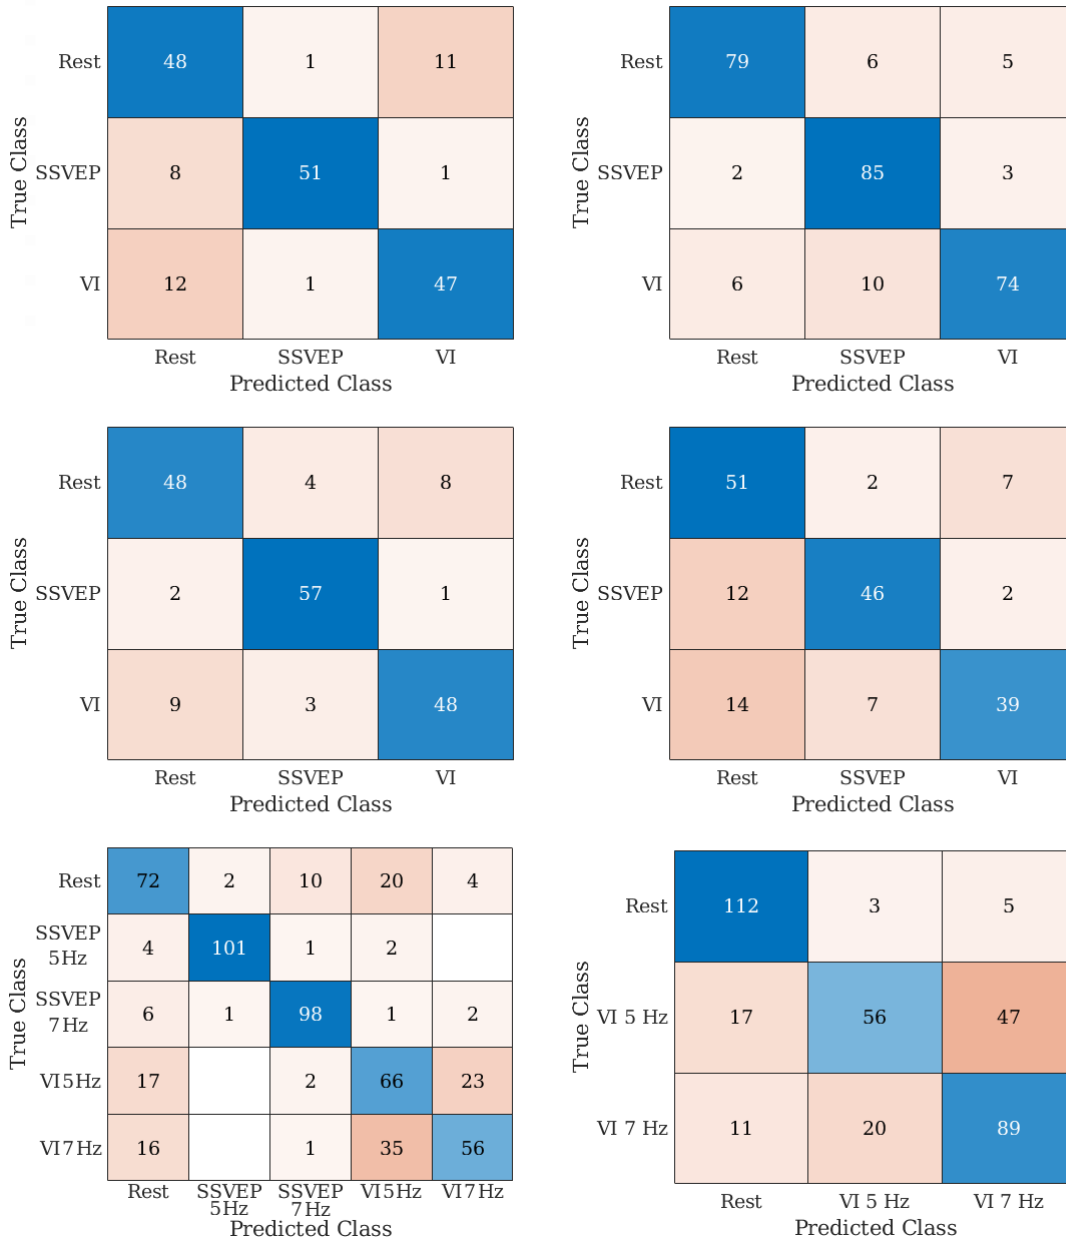 True Class
Rest 48 1 11
SSVEP 8 51 1
VI 12 1 47
Rest SSVEP VI
Predicted Class
True Class
Rest 79 6 5
SSVEP 2 85 3
VI 6 10 74
Rest SSVEP VI
Predicted Class
True Class
Rest 48 4 8
SSVEP 2 57 1
VI 9 3 48
Rest SSVEP VI
Predicted Class
True Class
Rest 51 2 7
SSVEP 12 46 2
VI 14 7 39
Rest SSVEP VI
Predicted Class
True Class
Rest 72 2 10 20 4
SSVEP
5Hz 4 101 1 2
SSVEP
7Hz 6 1 98 1 2
VI5Hz 17 2 66 23
VI7Hz 16 1 35 56
Rest SSVEP SSVEP VI5Hz VI7Hz
5Hz 7Hz
Predicted Class
True Class
Rest 112 3 5
VI 5 Hz 17 56 47
VI 7 Hz 11 20 89
Rest VI 5 Hz VI 7 Hz
Predicted Class